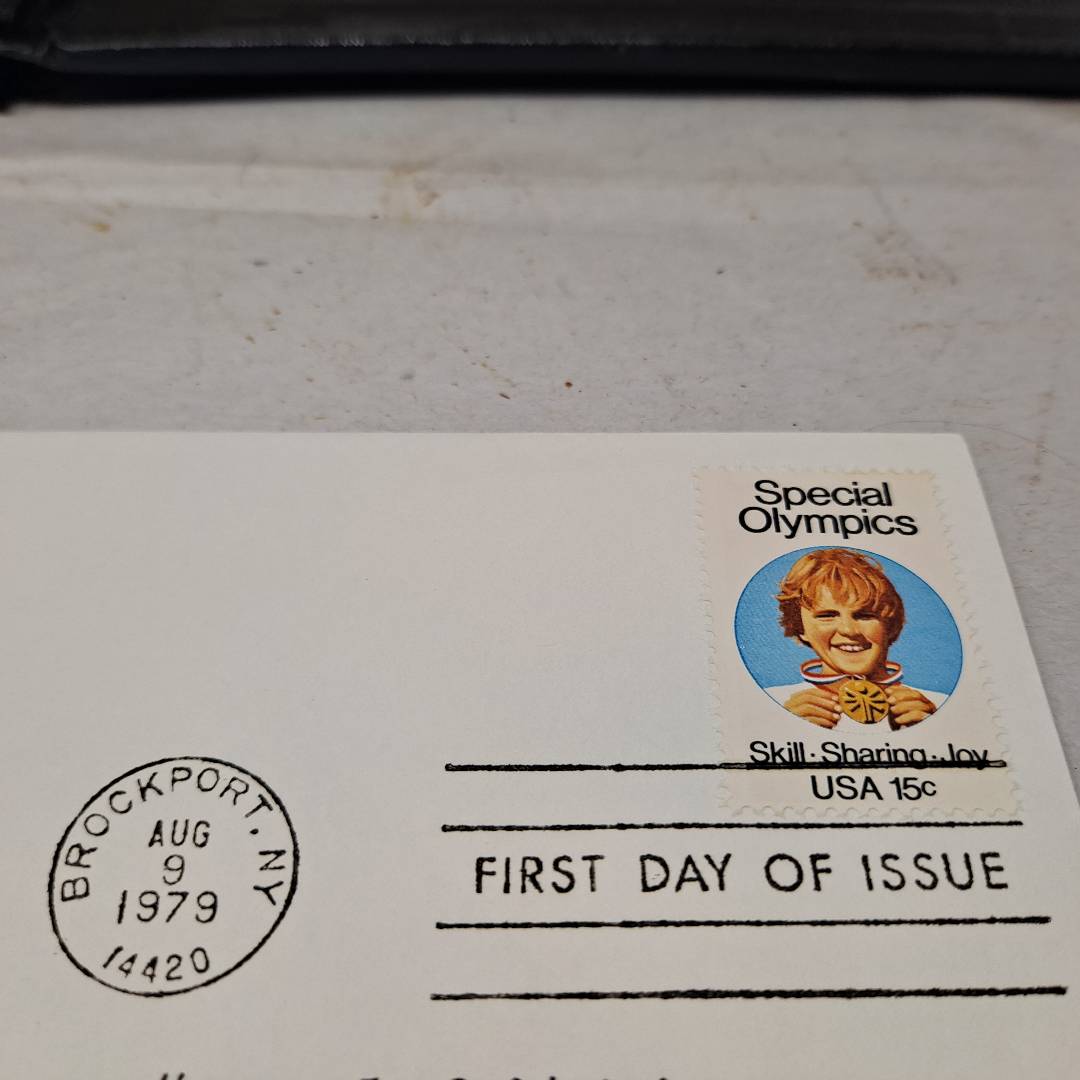 Special
Olympics
Skill·Sharing·Joy
USA 15c
BROCKPORT, NY
AUG
9
1979
14420
FIRST DAY OF ISSUE